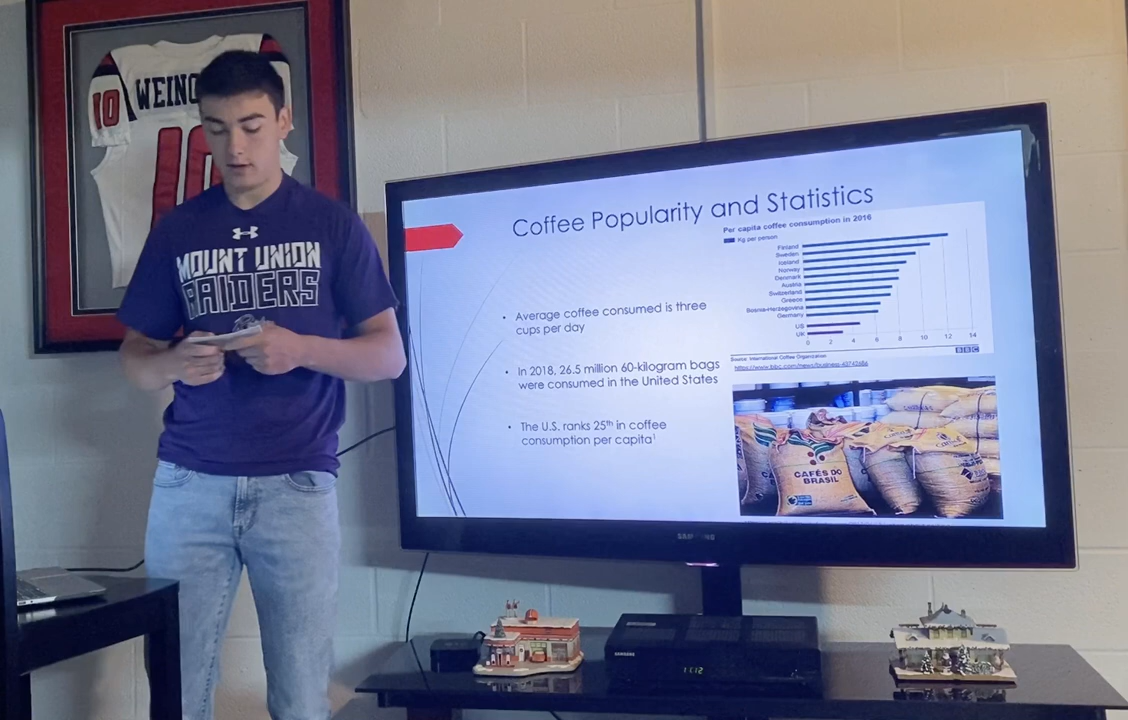 WEING
10
10
MOUNT UNION
RAIDERS
Coffee Popularity and Statistics
• Average coffee consumed is three
cups per day
• In 2018, 26.5 million 60-kilogram bags
were consumed in the United States
• The U.S. ranks 25th in coffee
consumption per capita¹
Per capita coffee consumption in 2016
Kg per person
Finland
Sweden
Iceland
Norway
Denmark
Austria
Switzerland
Greece
Bosnia-Herzegovina
Germany
US
UK
0 2 4 6 8 10 12 14
Source: International Coffee Organization
BBC
CAFÉS DO
BRASIL
SAMSUNG